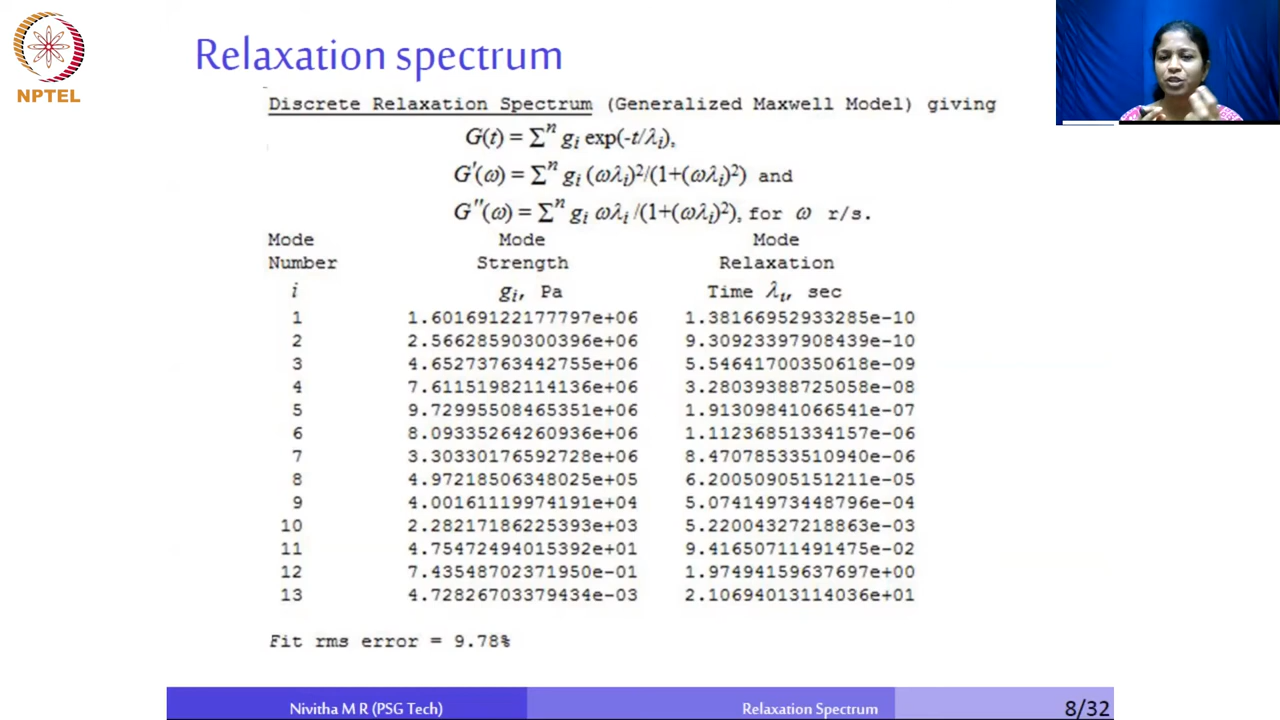 NPTEL
Relaxation spectrum
Discrete Relaxation Spectrum (Generalized Maxwell Model) giving
G(t) = Σⁿ gᵢ exp(-t/λᵢ),
G'(ω) = Σⁿ gᵢ (ωλᵢ)²/(1+(ωλᵢ)²) and
G''(ω) = Σⁿ gᵢ ωλᵢ /(1+(ωλᵢ)²), for ω r/s.
Mode Mode Mode
Number Strength Relaxation
i gᵢ, Pa Time λᵢ, sec
1 1.60169122177797e+06 1.38166952933285e-10
2 2.56628590300396e+06 9.30923397908439e-10
3 4.65273763442755e+06 5.54641700350618e-09
4 7.61151982114136e+06 3.28039388725058e-08
5 9.72995508465351e+06 1.91309841066541e-07
6 8.09335264260936e+06 1.11236851334157e-06
7 3.30330176592728e+06 8.47078533510940e-06
8 4.97218506348025e+05 6.20050905151211e-05
9 4.00161119974191e+04 5.07414973448796e-04
10 2.28217186225393e+03 5.22004327218863e-03
11 4.75472494015392e+01 9.41650711491475e-02
12 7.43548702371950e-01 1.97494159637697e+00
13 4.72826703379434e-03 2.10694013114036e+01
Fit rms error = 9.78%
Nivitha M R (PSG Tech) Relaxation Spectrum 8/32